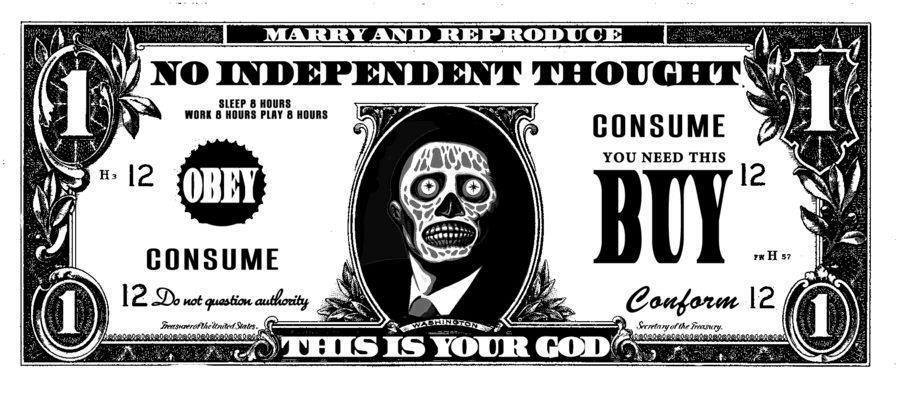 MARRY AND REPRODUCE
NO INDEPENDENT THOUGHT
1
1
SLEEP 8 HOURS
WORK 8 HOURS PLAY 8 HOURS
CONSUME
YOU NEED THIS
BUY
H 3
12
12
OBEY
CONSUME
FW H 57
12
Do not question authority
Conform
12
Treasurer of the United States.
Secretary of the Treasury.
1
1
WASHINGTON
THIS IS YOUR GOD